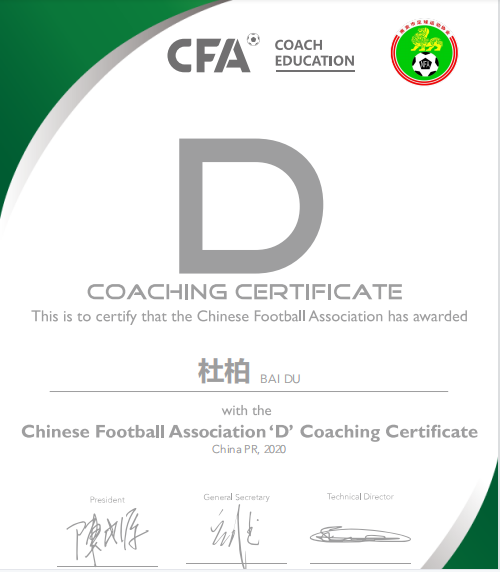 CFA
COACH
EDUCATION
NFA
D
COACHING CERTIFICATE
This is to certify that the Chinese Football Association has awarded
杜柏 BAI DU
with the
Chinese Football Association ‘D’ Coaching Certificate
China PR, 2020
President
General Secretary
Technical Director